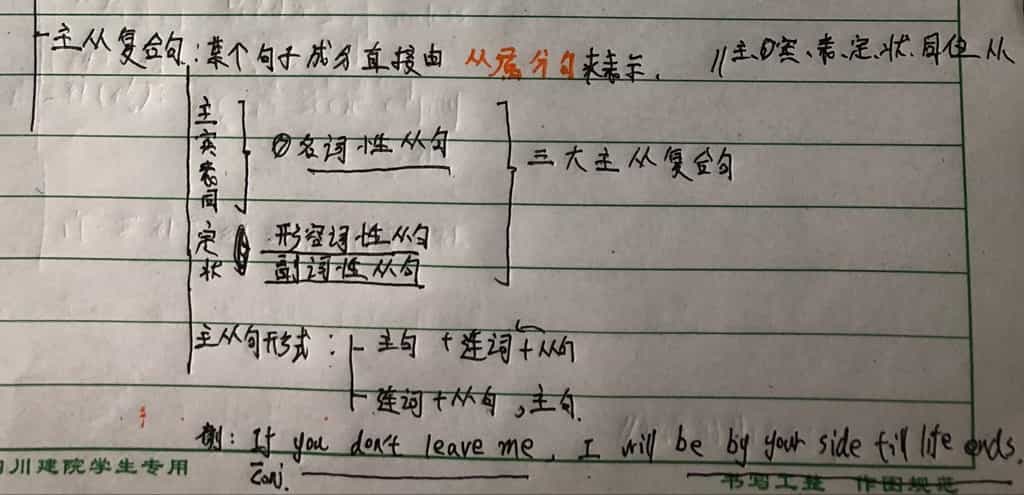 主从复合句:某个句子成分直接由 从属分句 来表示. // 主、宾、表、定、状、同位从
主宾表同
①名词性从句
三大主从复合句
定 形容词性从句
状 副词性从句
主从句形式: 主句 + 连词 + 从句
连词 + 从句, 主句.
例: If you don't leave me, I will be by your side till life ends.
conj.
川建院学生专用
书写工整 作图规范